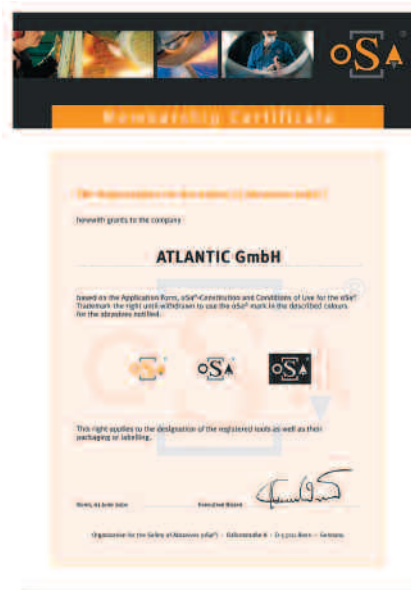 oSa
Membership Certificate
herewith grants to the company
ATLANTIC GmbH
based on the Application Form, oSa®-Constitution and Conditions of Use for the oSa®
Trademark the right until withdrawn to use the oSa® mark in the described colours
for the abrasives notified.
oSa oSa oSa
This right applies to the designation of the registered tools as well as their
packaging or labelling.
Executive Board
Organization for the Safety of Abrasives oSa® Bonn Germany